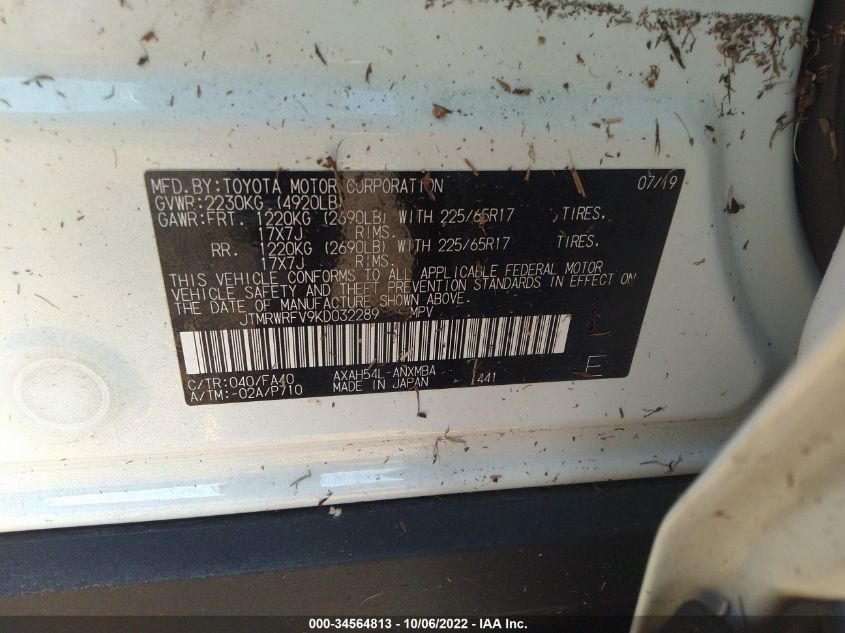 MFD.BY:TOYOTA MOTOR CORPORATION 07/19
GVWR:2230KG (4920LB)
GAWR:FRT. 1220KG (2690LB) WITH 225/65R17 TIRES,
17X7J RIMS.
RR. 1220KG (2690LB) WITH 225/65R17 TIRES,
17X7J RIMS.
THIS VEHICLE CONFORMS TO ALL APPLICABLE FEDERAL MOTOR
VEHICLE SAFETY AND THEFT PREVENTION STANDARDS IN EFFECT ON
THE DATE OF MANUFACTURE SHOWN ABOVE.
JTMRWRFV9KD032289 MPV
L
C/TR:040/FA40 AXAH54L-ANXMBA 441 E
A/TM:-02A/P710 MADE IN JAPAN
000-34564813 - 10/06/2022 - IAA Inc.